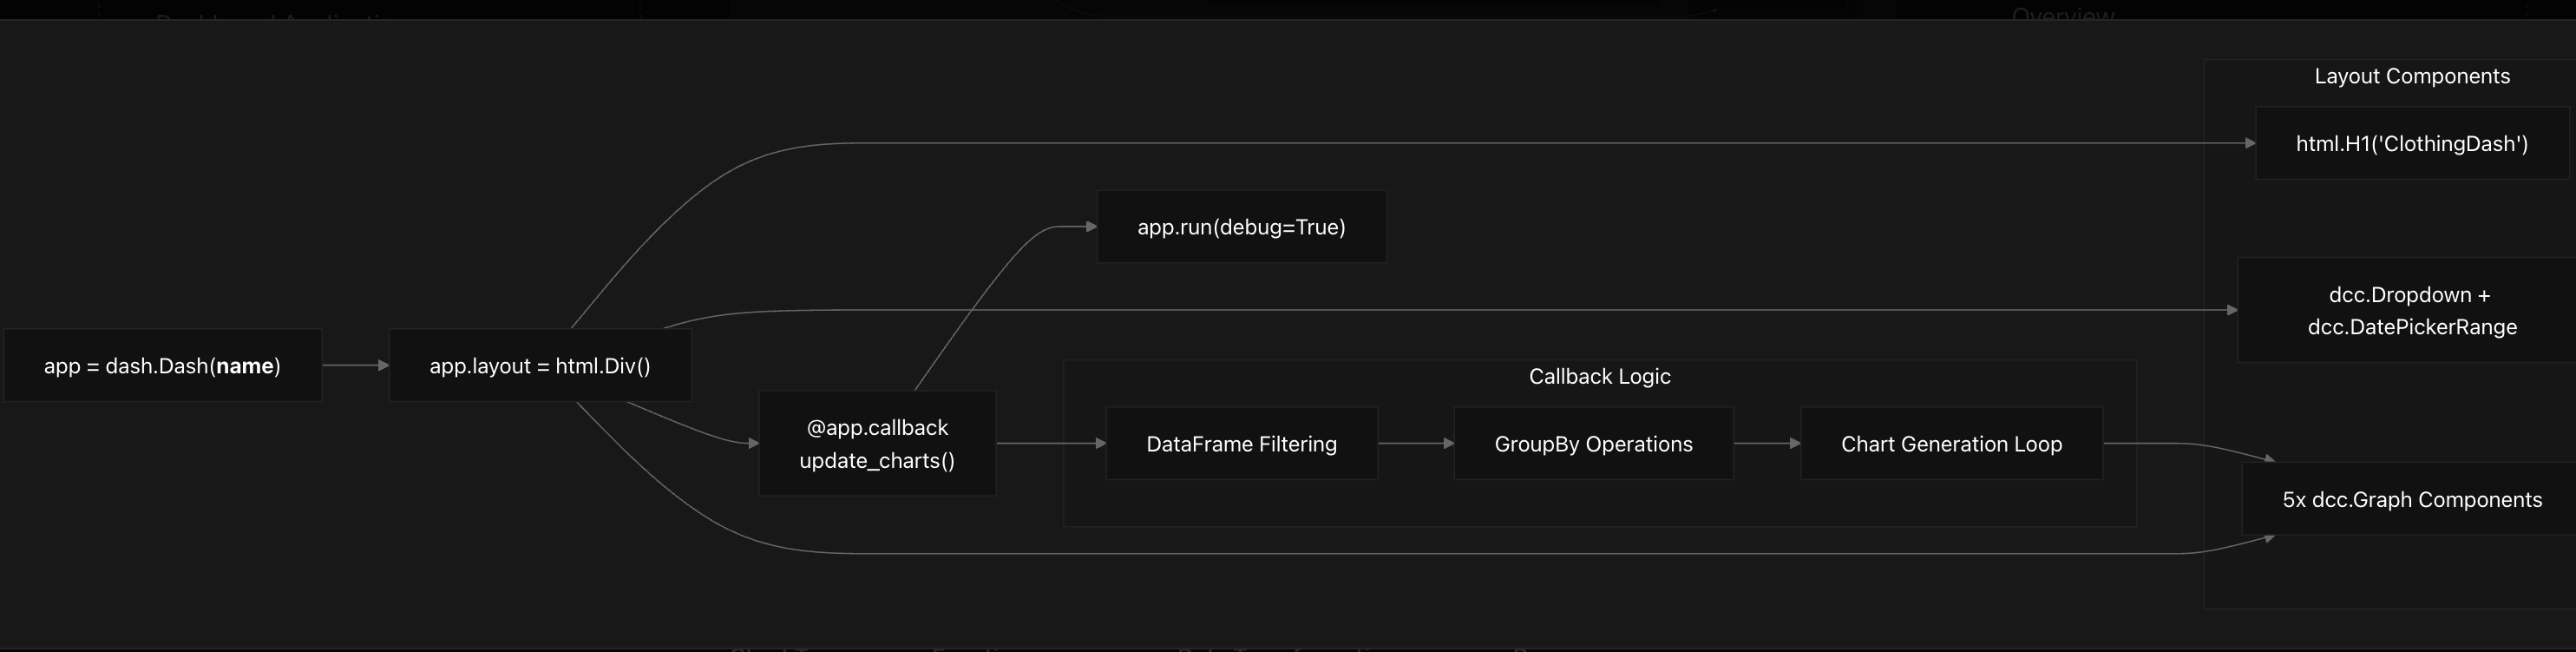 Overview
Layout Components
html.H1('ClothingDash')
app.run(debug=True)
dcc.Dropdown +
dcc.DatePickerRange
app = dash.Dash(name)
app.layout = html.Div()
Callback Logic
@app.callback
update_charts()
DataFrame Filtering
GroupBy Operations
Chart Generation Loop
5x dcc.Graph Components